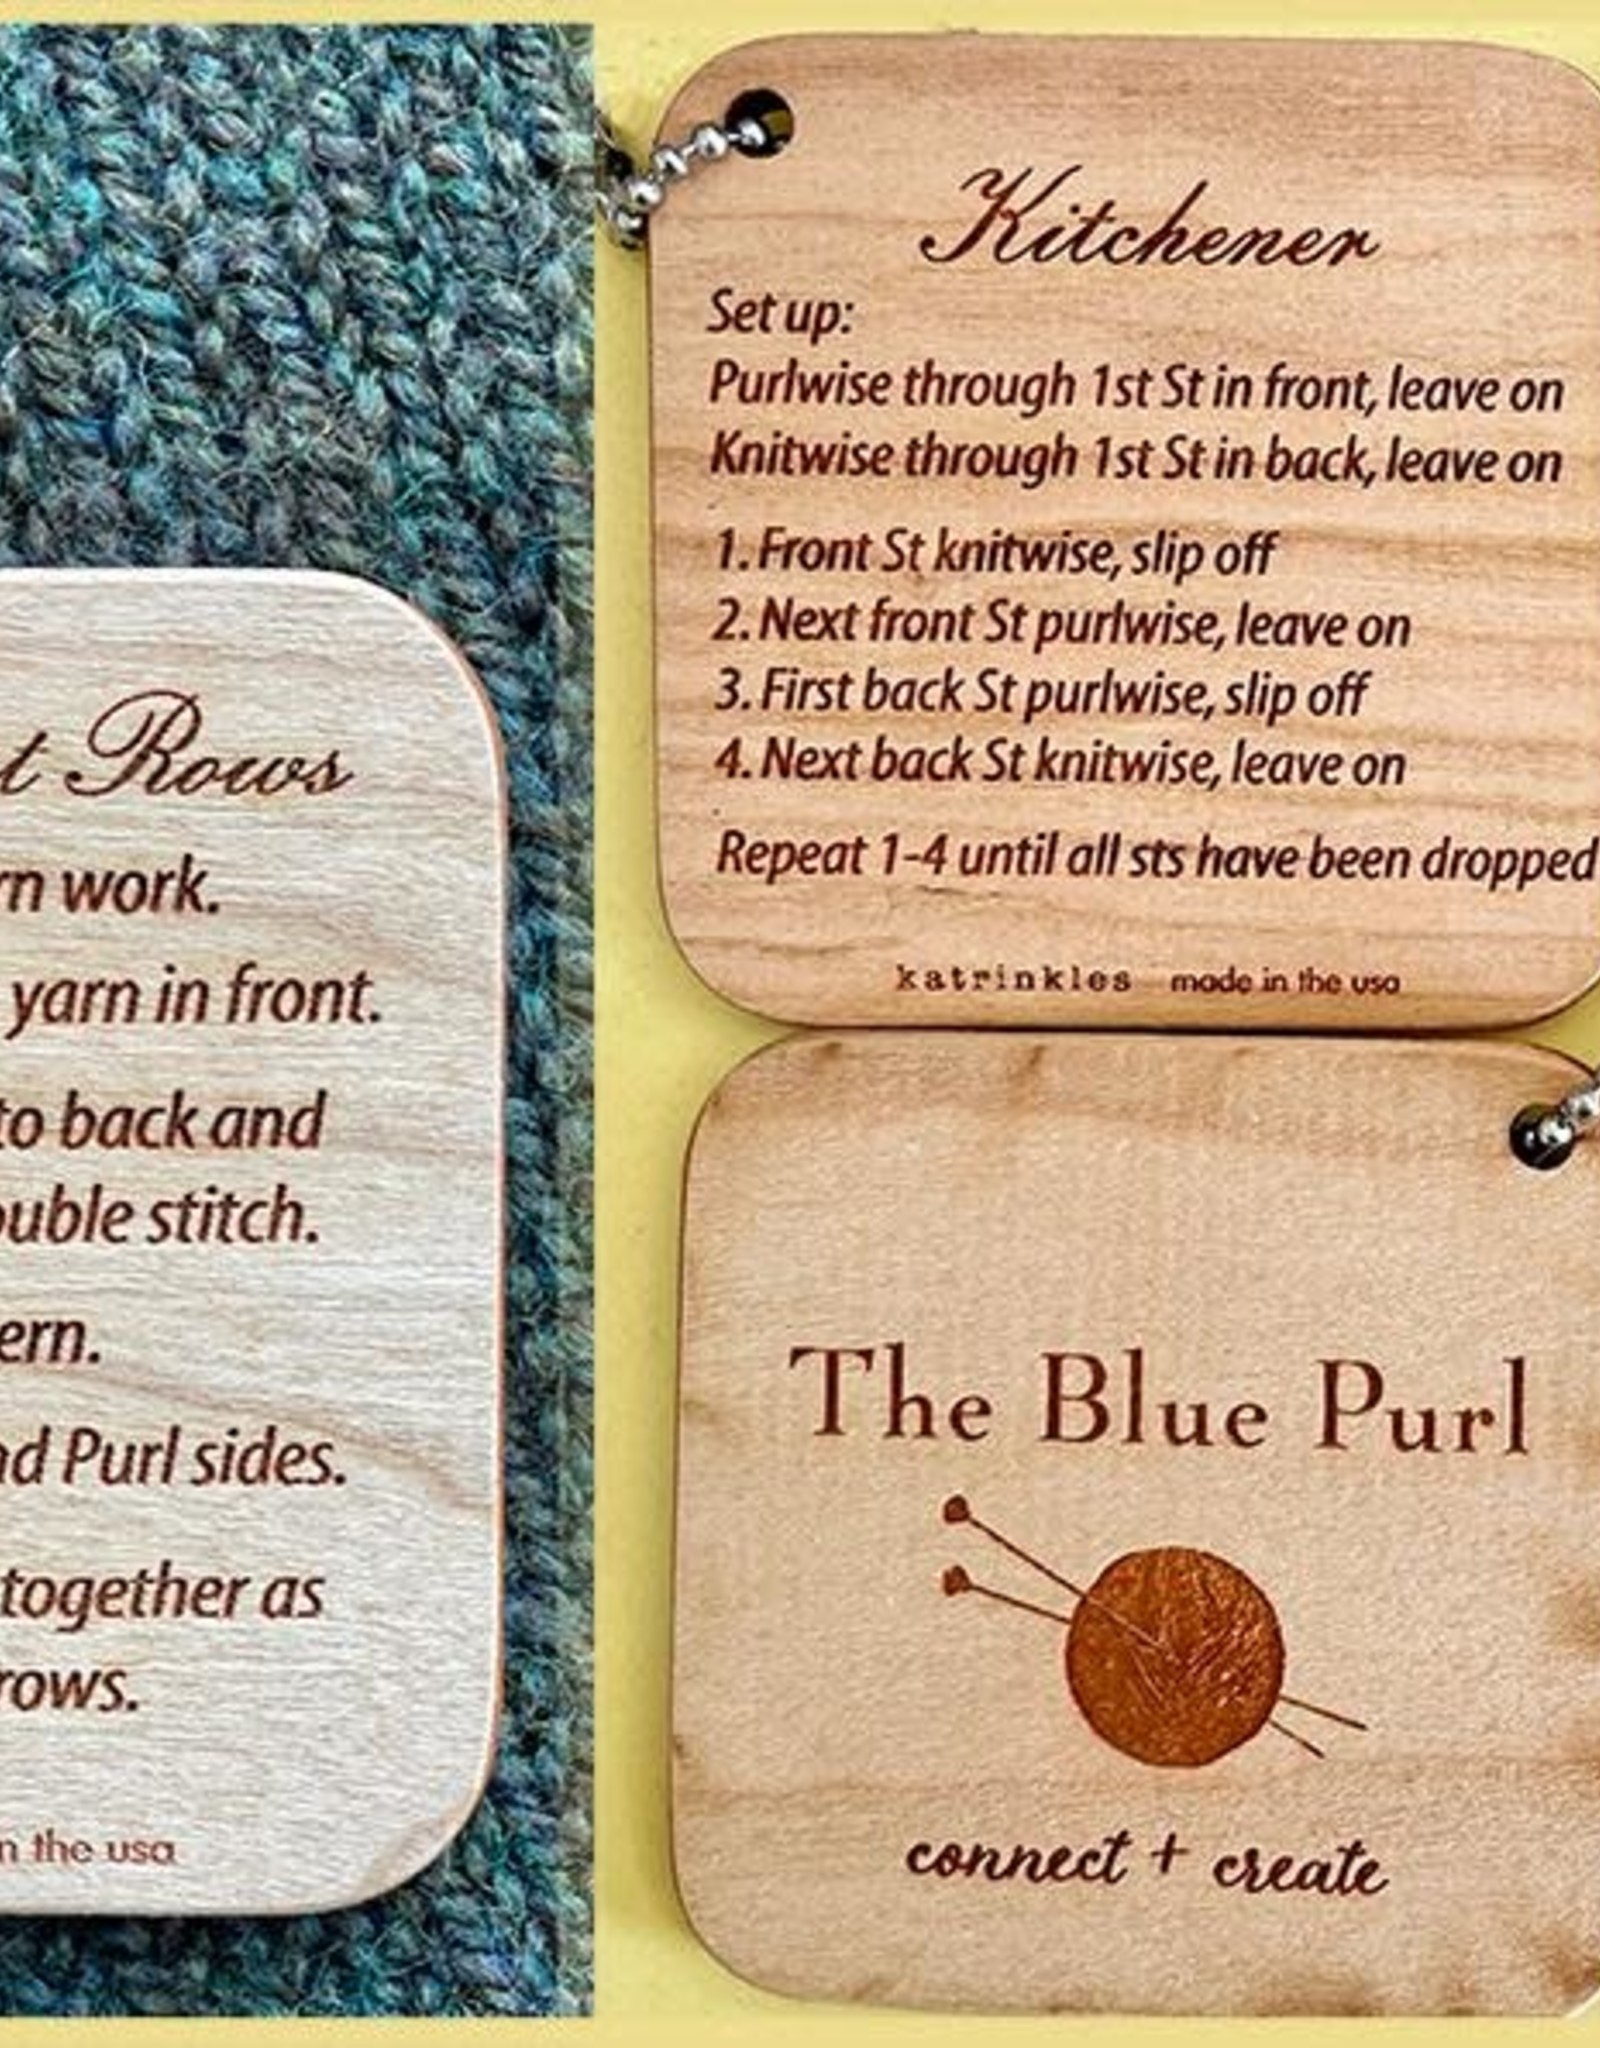 t Rows
rn work.
yarn in front.
to back and
ouble stitch.
ern.
nd Purl sides.
together as
rows.
n the usa
Kitchener
Set up:
Purlwise through 1st St in front, leave on
Knitwise through 1st St in back, leave on
1. Front St knitwise, slip off
2. Next front St purlwise, leave on
3. First back St purlwise, slip off
4. Next back St knitwise, leave on
Repeat 1-4 until all sts have been dropped
katrinkles made in the usa
The Blue Purl
connect + create